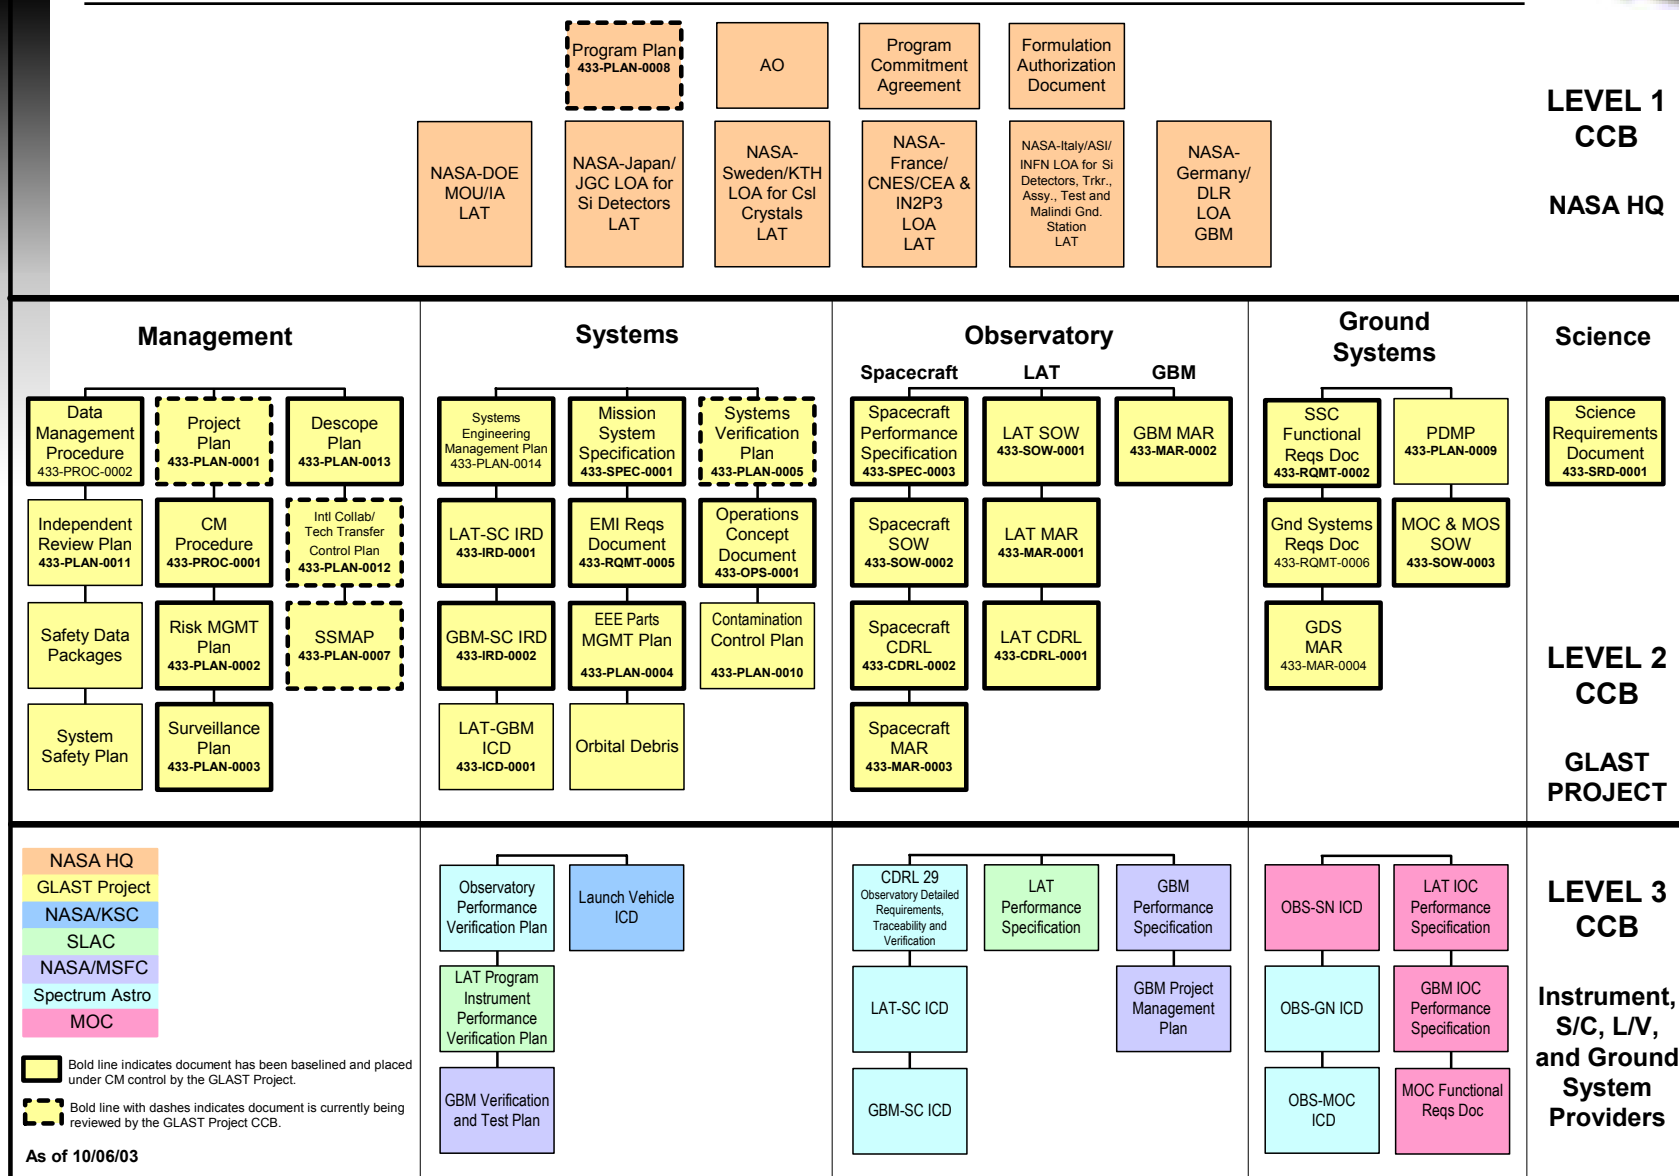 Program Plan
433-PLAN-0008
AO
Program
Commitment
Agreement
Formulation
Authorization
Document
LEVEL 1
CCB
NASA HQ
NASA-DOE
MOU/IA
LAT
NASA-Japan/
JGC LOA for
Si Detectors
LAT
NASA-
Sweden/KTH
LOA for CsI
Crystals
LAT
NASA-
France/
CNES/CEA &
IN2P3
LOA
LAT
NASA-Italy/ASI/
INFN LOA for Si
Detectors, Trkr.,
Assy., Test and
Malindi Gnd.
Station
LAT
NASA-
Germany/
DLR
LOA
GBM
Management
Data
Management
Procedure
433-PROC-0002
Project
Plan
433-PLAN-0001
Descope
Plan
433-PLAN-0013
Independent
Review Plan
433-PLAN-0011
CM
Procedure
433-PROC-0001
Intl Collab/
Tech Transfer
Control Plan
433-PLAN-0012
Safety Data
Packages
Risk MGMT
Plan
433-PLAN-0002
SSMAP
433-PLAN-0007
System
Safety Plan
Surveillance
Plan
433-PLAN-0003
Systems
Systems
Engineering
Management Plan
433-PLAN-0014
Mission
System
Specification
433-SPEC-0001
Systems
Verification
Plan
433-PLAN-0005
LAT-SC IRD
433-IRD-0001
EMI Reqs
Document
433-RQMT-0005
Operations
Concept
Document
433-OPS-0001
GBM-SC IRD
433-IRD-0002
EEE Parts
MGMT Plan
433-PLAN-0004
Contamination
Control Plan
433-PLAN-0010
LAT-GBM
ICD
433-ICD-0001
Orbital Debris
Observatory
Spacecraft
LAT
GBM
Spacecraft
Performance
Specification
433-SPEC-0003
LAT SOW
433-SOW-0001
GBM MAR
433-MAR-0002
Spacecraft
SOW
433-SOW-0002
LAT MAR
433-MAR-0001
Spacecraft
CDRL
433-CDRL-0002
LAT CDRL
433-CDRL-0001
Spacecraft
MAR
433-MAR-0003
Ground
Systems
SSC
Functional
Reqs Doc
433-RQMT-0002
PDMP
433-PLAN-0009
Gnd Systems
Reqs Doc
433-RQMT-0006
MOC & MOS
SOW
433-SOW-0003
GDS
MAR
433-MAR-0004
Science
Science
Requirements
Document
433-SRD-0001
LEVEL 2
CCB
GLAST
PROJECT
NASA HQ
GLAST Project
NASA/KSC
SLAC
NASA/MSFC
Spectrum Astro
MOC
Bold line indicates document has been baselined and placed
under CM control by the GLAST Project.
Bold line with dashes indicates document is currently being
reviewed by the GLAST Project CCB.
As of 10/06/03
Observatory
Performance
Verification Plan
Launch Vehicle
ICD
LAT Program
Instrument
Performance
Verification Plan
GBM Verification
and Test Plan
CDRL 29
Observatory Detailed
Requirements,
Traceability and
Verification
LAT
Performance
Specification
GBM
Performance
Specification
LAT-SC ICD
GBM Project
Management
Plan
GBM-SC ICD
OBS-SN ICD
LAT IOC
Performance
Specification
OBS-GN ICD
GBM IOC
Performance
Specification
OBS-MOC
ICD
MOC Functional
Reqs Doc
LEVEL 3
CCB
Instrument,
S/C, L/V,
and Ground
System
Providers